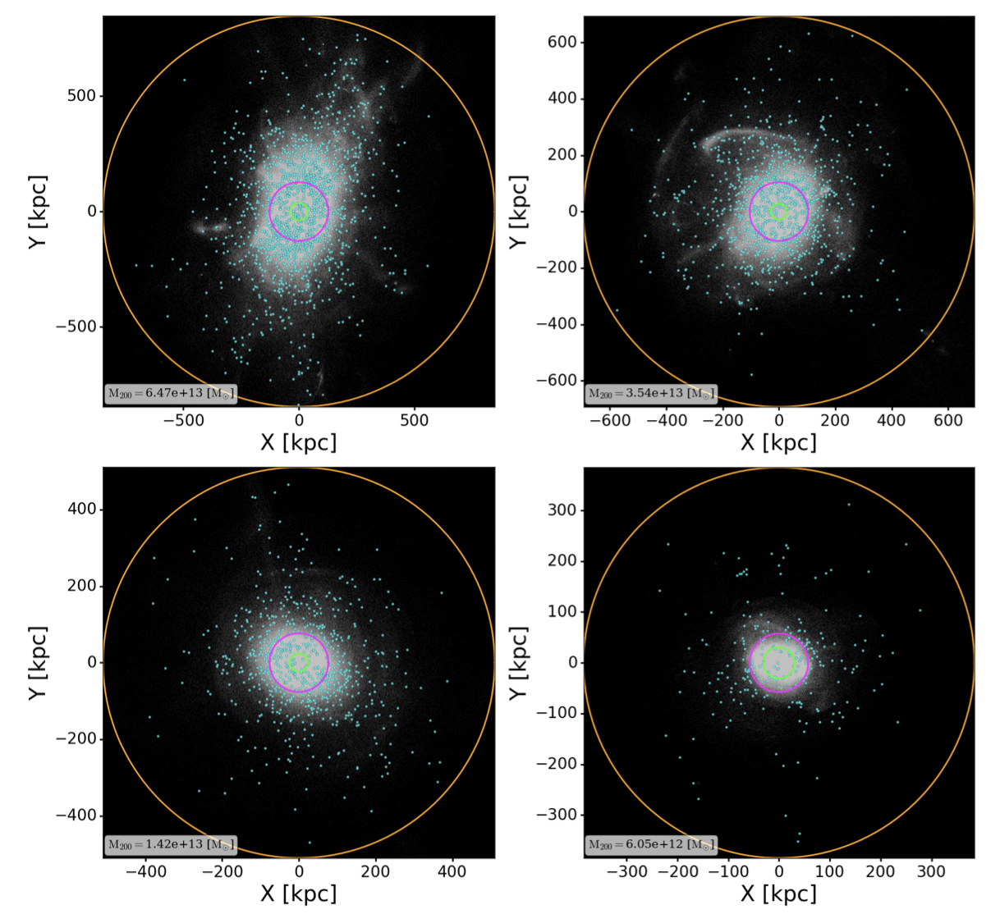 Y [kpc]
500
0
−500
M₂₀₀ = 6.47e+13 [M☉]
−500 0 500
X [kpc]
Y [kpc]
600
400
200
0
−200
−400
−600
M₂₀₀ = 3.54e+13 [M☉]
−600 −400 −200 0 200 400 600
X [kpc]
Y [kpc]
400
200
0
−200
−400
M₂₀₀ = 1.42e+13 [M☉]
−400 −200 0 200 400
X [kpc]
Y [kpc]
300
200
100
0
−100
−200
−300
M₂₀₀ = 6.05e+12 [M☉]
−300 −200 −100 0 100 200 300
X [kpc]